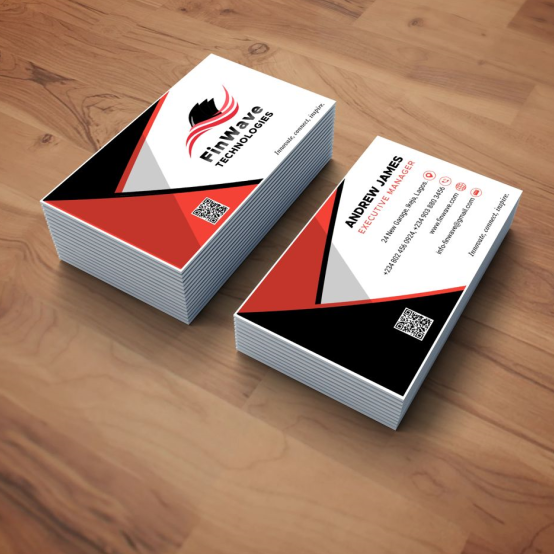 FinWave
TECHNOLOGIES
Innovate, connect, inspire.
ANDREW JAMES
EXECUTIVE MANAGER
24 New Garage, Ikeja, Lagos.
+234 802 456 0924, +234 903 880 3456
www.finwave.com
info-finwave@gmail.com
Innovate, connect, inspire.